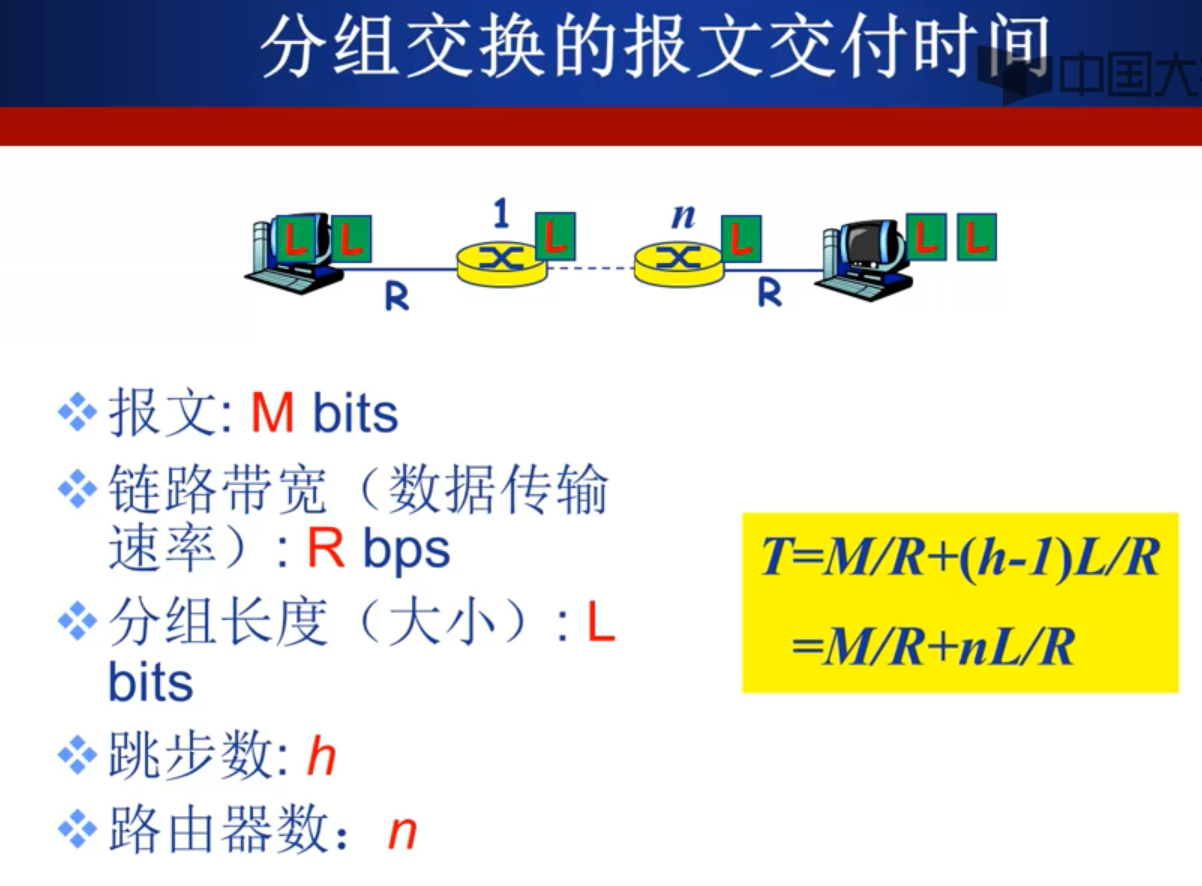 分组交换的报文交付时间
中国大
1
n
L
L
L
L
L
L
R
R
报文: M bits
链路带宽（数据传输
速率）: R bps
分组长度（大小）: L
bits
跳步数: h
路由器数：n
T=M/R+(h-1)L/R
=M/R+nL/R